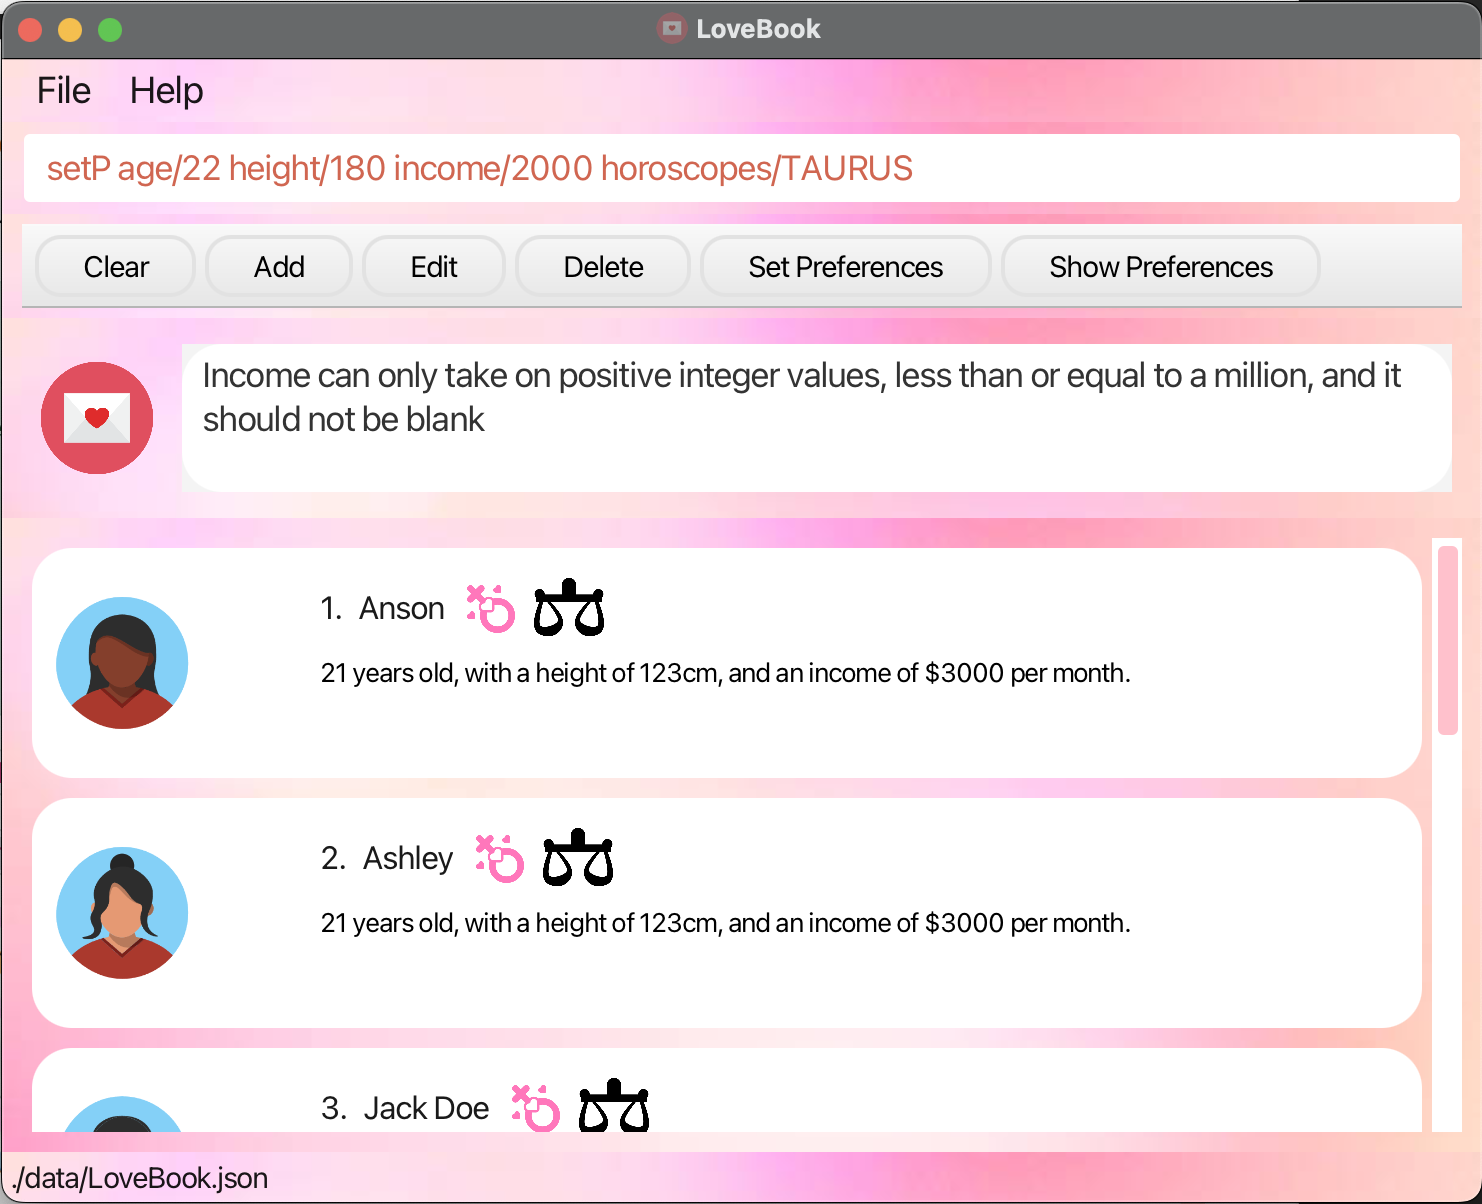 LoveBook
File Help
setP age/22 height/180 income/2000 horoscopes/TAURUS
Clear Add Edit Delete Set Preferences Show Preferences
Income can only take on positive integer values, less than or equal to a million, and it
should not be blank
1. Anson
21 years old, with a height of 123cm, and an income of $3000 per month.
2. Ashley
21 years old, with a height of 123cm, and an income of $3000 per month.
3. Jack Doe
./data/LoveBook.json